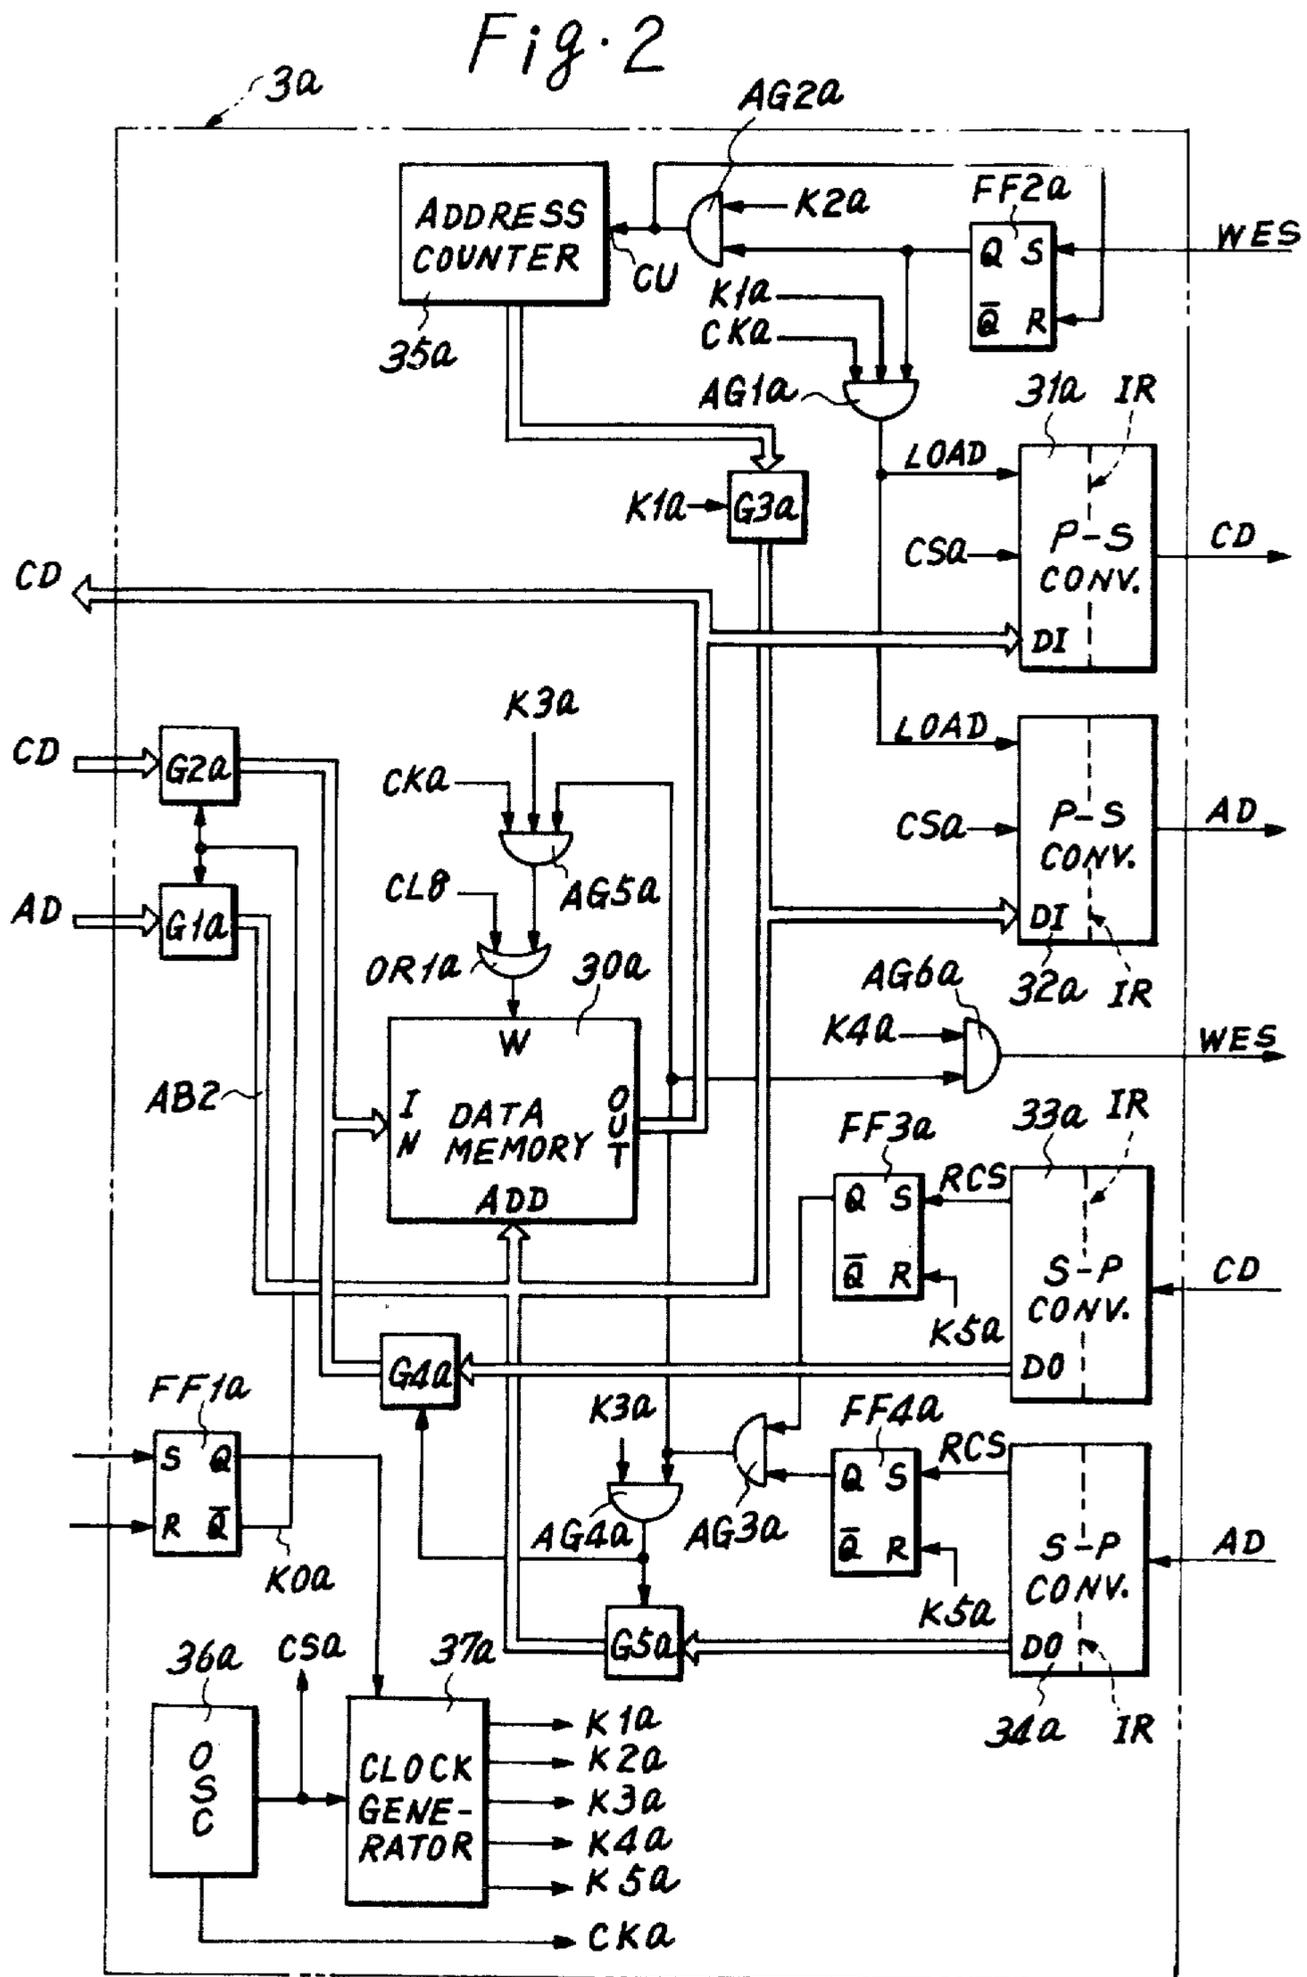 Fig. 2
3a
AG2a
ADDRESS
COUNTER
K2a
FF2a
Q S
Q̅ R
WES
CU
35a
K1a
CKa
AG1a
31a
IR
LOAD
K1a
G3a
CSa
P-S
CONV.
CD
DI
CD
K3a
LOAD
CD
G2a
CKa
CSa
P-S
CONV.
AD
AG5a
CL8
AD
G1a
DI
OR1a
30a
32a
IR
AG6a
K4a
WES
W
AB2
IN
DATA
MEMORY
OUT
ADD
FF3a
33a
IR
RCS
Q S
Q̅ R
K5a
S-P
CONV.
CD
DO
G4a
FF1a
S Q
R Q̅
K0a
K3a
FF4a
RCS
Q S
Q̅ R
AG4a
AG3a
K5a
S-P
CONV.
AD
DO
G5a
34a
IR
36a
CSa
37a
OSC
CLOCK
GENE-
RATOR
K1a
K2a
K3a
K4a
K5a
CKa